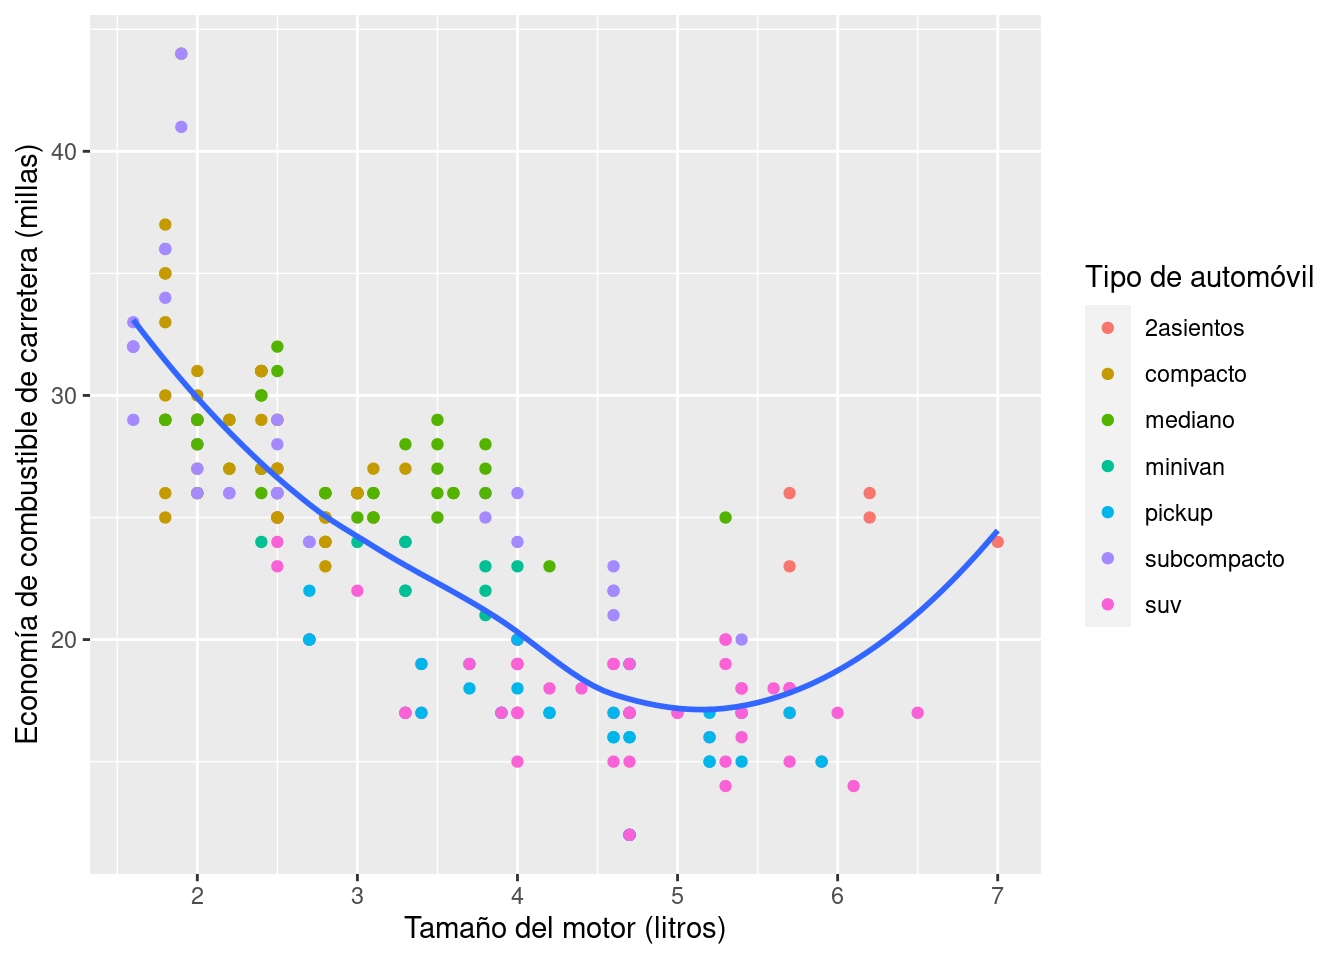 Economía de combustible de carretera (millas)
40
30
20
2 3 4 5 6 7
Tamaño del motor (litros)
Tipo de automóvil
2asientos
compacto
mediano
minivan
pickup
subcompacto
suv